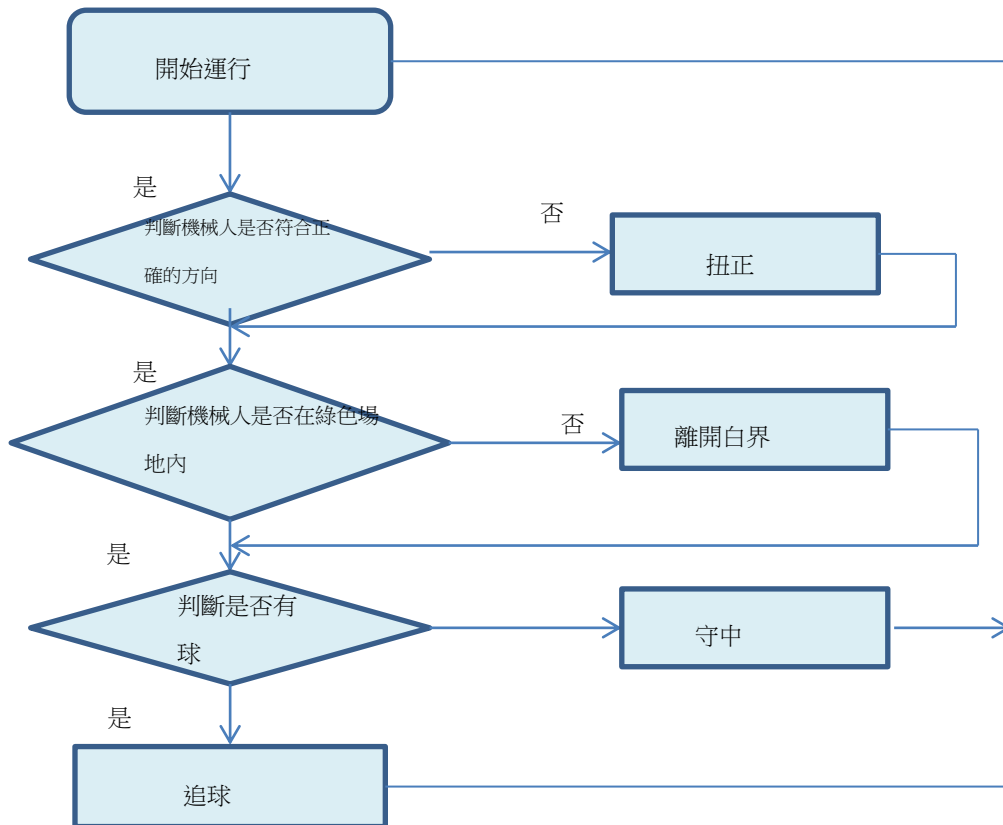 開始運行
是
判斷機械人是否符合正
確的方向
否
扭正
是
判斷機械人是否在綠色場
地內
否
離開白界
是
判斷是否有
球
守中
是
追球